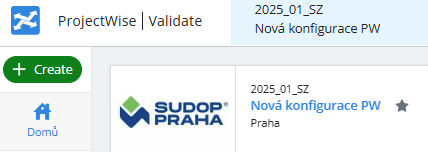 ProjectWise | Validate
2025_01_SZ
Nová konfigurace PW
+ Create
Domů
SUDOP
PRAHA
2025_01_SZ
Nová konfigurace PW
Praha